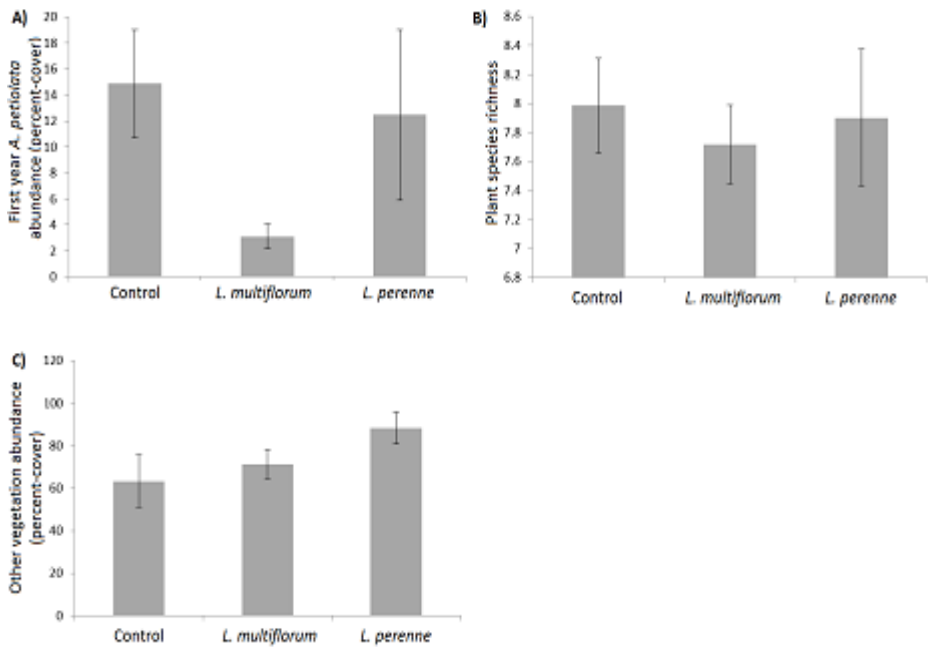 A)
First year A. petiolata
abundance (percent-cover)
20
18
16
14
12
10
8
6
4
2
0
Control
L. multiflorum
L. perenne
B)
Plant species richness
8.6
8.4
8.2
8
7.8
7.6
7.4
7.2
7
6.8
Control
L. multiflorum
L. perenne
C)
Other vegetation abundance
(percent-cover)
120
100
80
60
40
20
0
Control
L. multiflorum
L. perenne